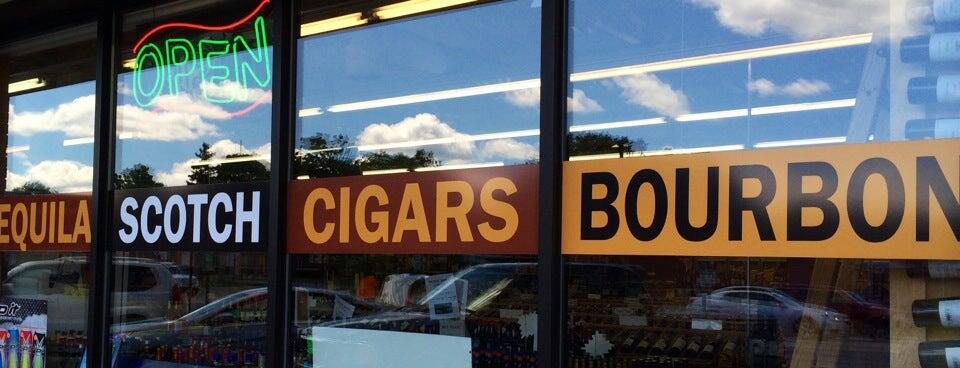 OPEN
EQUILA SCOTCH CIGARS BOURBON